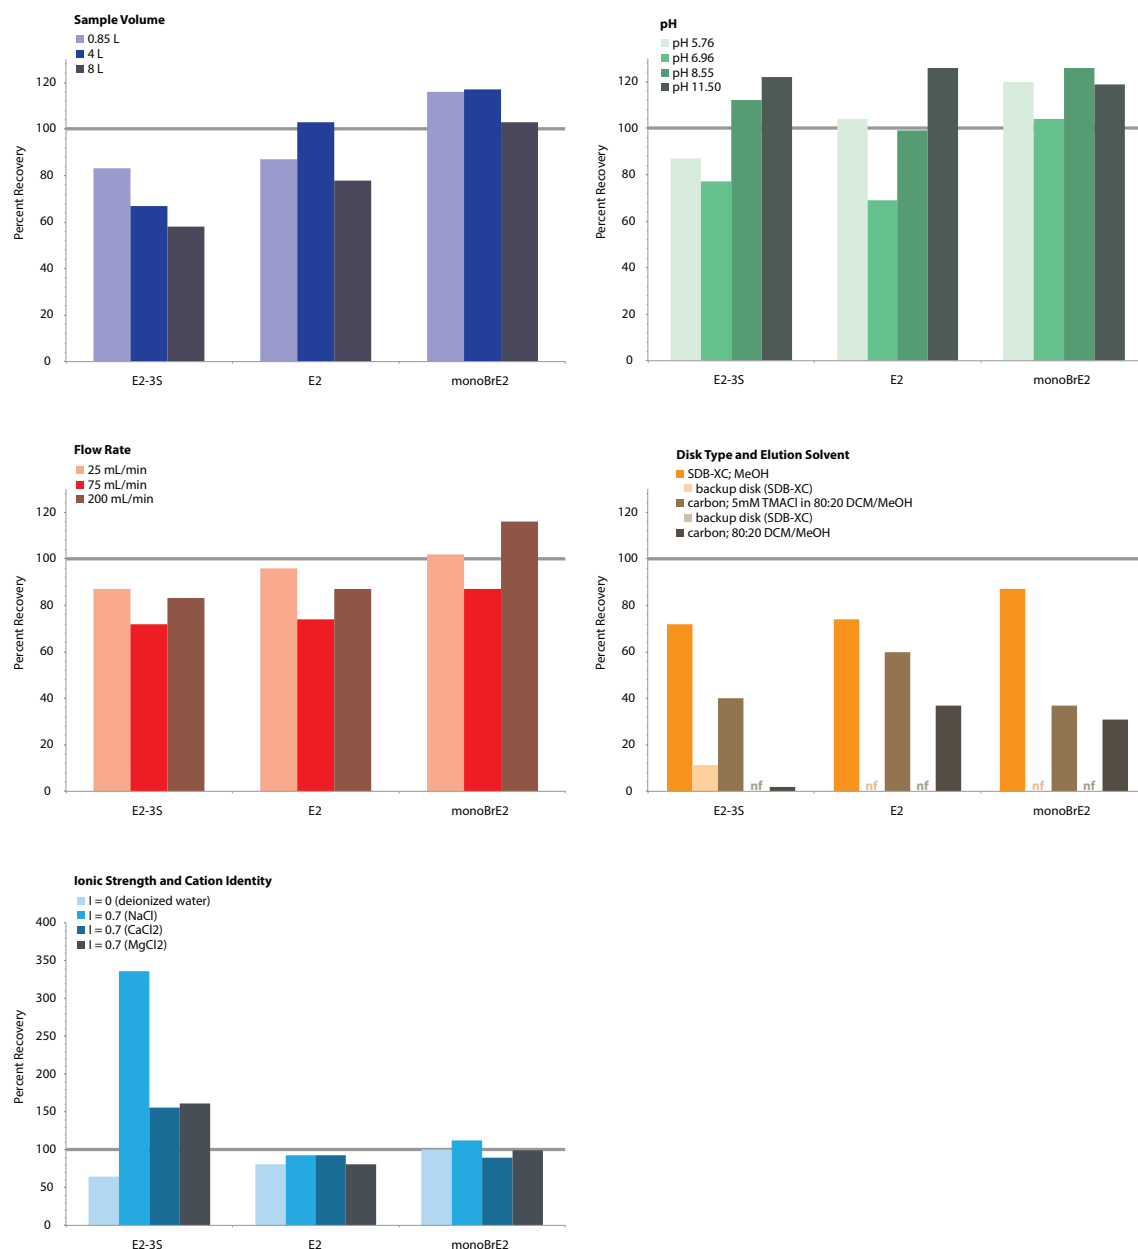 Sample Volume
0.85 L
4 L
8 L
Percent Recovery
120
100
80
60
40
20
0
E2-3S
E2
monoBrE2
pH
pH 5.76
pH 6.96
pH 8.55
pH 11.50
Percent Recovery
120
100
80
60
40
20
0
E2-3S
E2
monoBrE2
Flow Rate
25 mL/min
75 mL/min
200 mL/min
Percent Recovery
120
100
80
60
40
20
0
E2-3S
E2
monoBrE2
Disk Type and Elution Solvent
SDB-XC; MeOH
backup disk (SDB-XC)
carbon; 5mM TMACl in 80:20 DCM/MeOH
backup disk (SDB-XC)
carbon; 80:20 DCM/MeOH
Percent Recovery
120
100
80
60
40
20
0
nf
nf
nf
nf
nf
E2-3S
E2
monoBrE2
Ionic Strength and Cation Identity
I = 0 (deionized water)
I = 0.7 (NaCl)
I = 0.7 (CaCl2)
I = 0.7 (MgCl2)
Percent Recovery
400
350
300
250
200
150
100
50
0
E2-3S
E2
monoBrE2